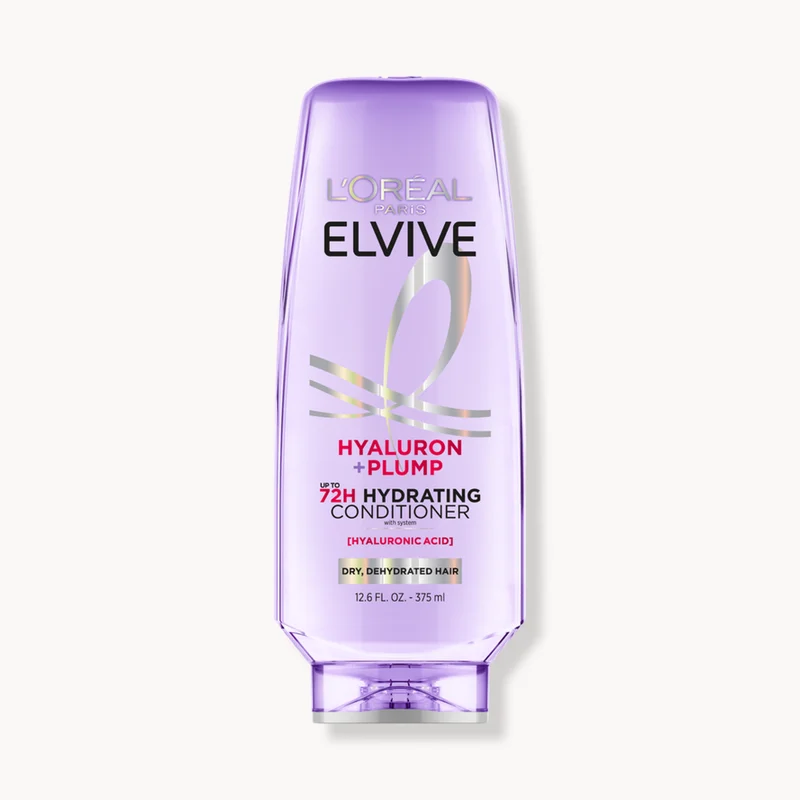 L'ORÉAL
PARIS
ELVIVE
HYALURON
+PLUMP
UP TO
72H HYDRATING
CONDITIONER
with system
[HYALURONIC ACID]
DRY, DEHYDRATED HAIR
12.6 FL. OZ. - 375 ml